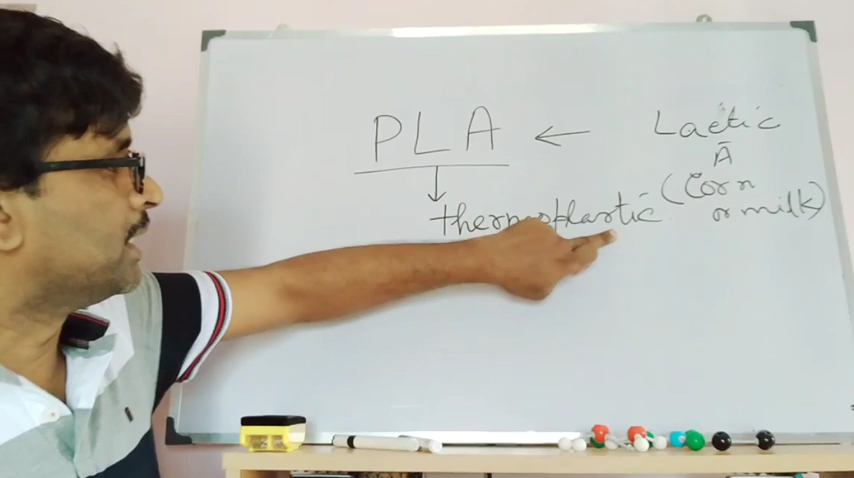 PLA ← Lactic
Ā
(Corn
or milk)
↓
thermoplastic